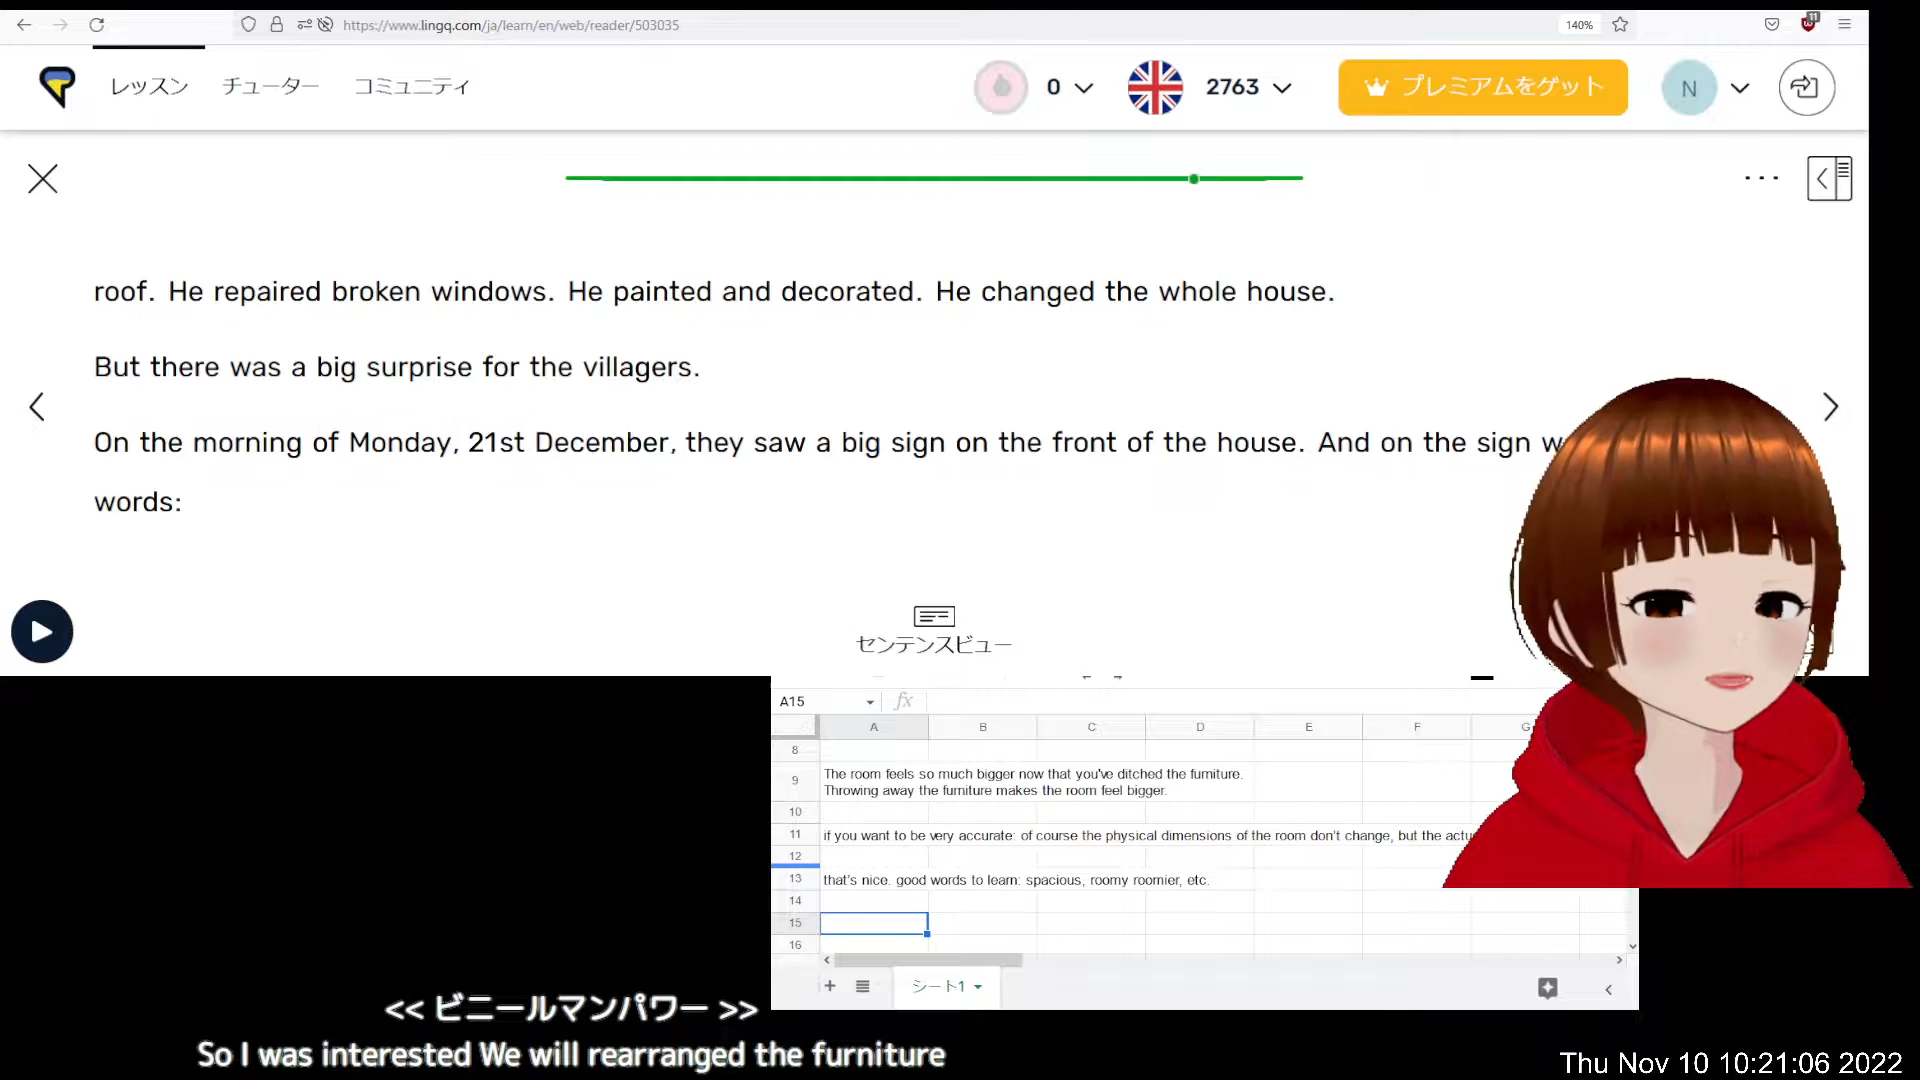 https://www.lingq.com/ja/learn/en/web/reader/503035
140%
11
レッスン
チューター
コミュニティ
0
2763
プレミアムをゲット
N
roof. He repaired broken windows. He painted and decorated. He changed the whole house.
But there was a big surprise for the villagers.
On the morning of Monday, 21st December, they saw a big sign on the front of the house. And on the sign w
words:
センテンスビュー
A15
fx
A B C D E F G
8
9 The room feels so much bigger now that you've ditched the furniture.
Throwing away the furniture makes the room feel bigger.
10
11 if you want to be very accurate: of course the physical dimensions of the room don't change, but the actu
12
13 that's nice. good words to learn: spacious, roomy roomier, etc.
14
15
16
シート1
<< ビニールマンパワー >>
So I was interested We will rearranged the furniture
Thu Nov 10 10:21:06 2022